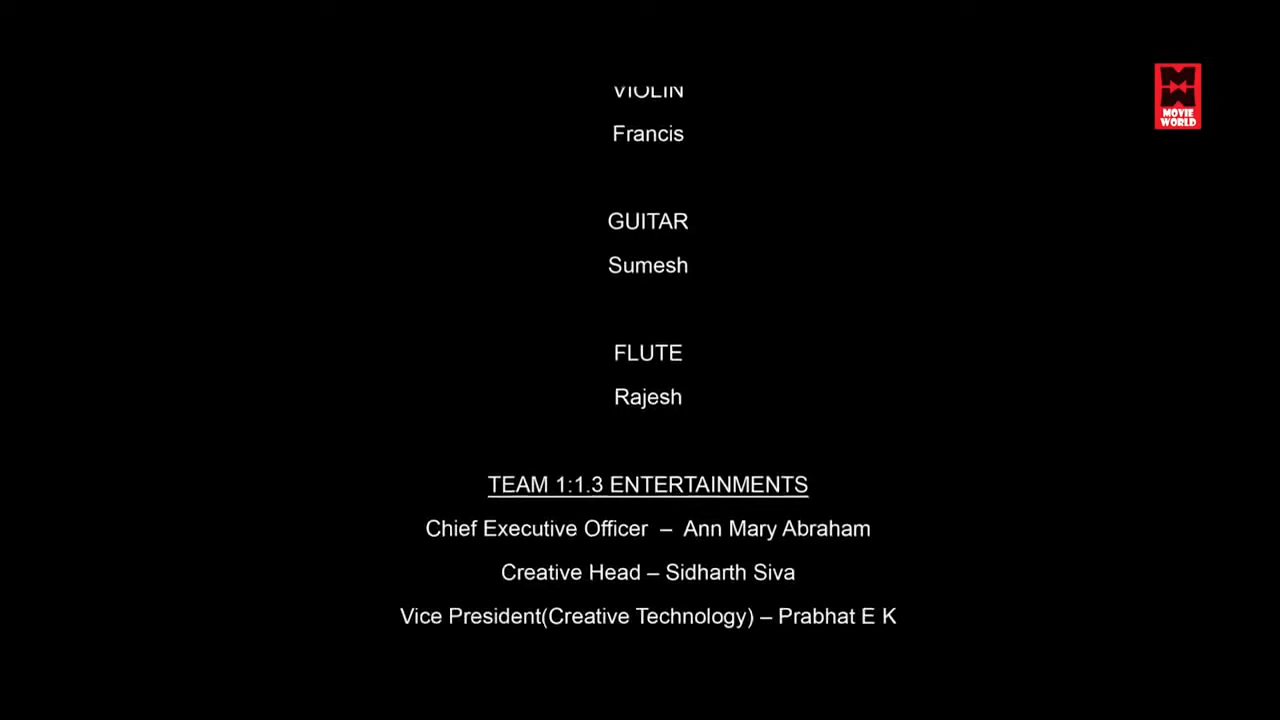 VIOLIN
Francis
GUITAR
Sumesh
FLUTE
Rajesh
TEAM 1:1.3 ENTERTAINMENTS
Chief Executive Officer – Ann Mary Abraham
Creative Head – Sidharth Siva
Vice President(Creative Technology) – Prabhat E K
MOVIE
WORLD